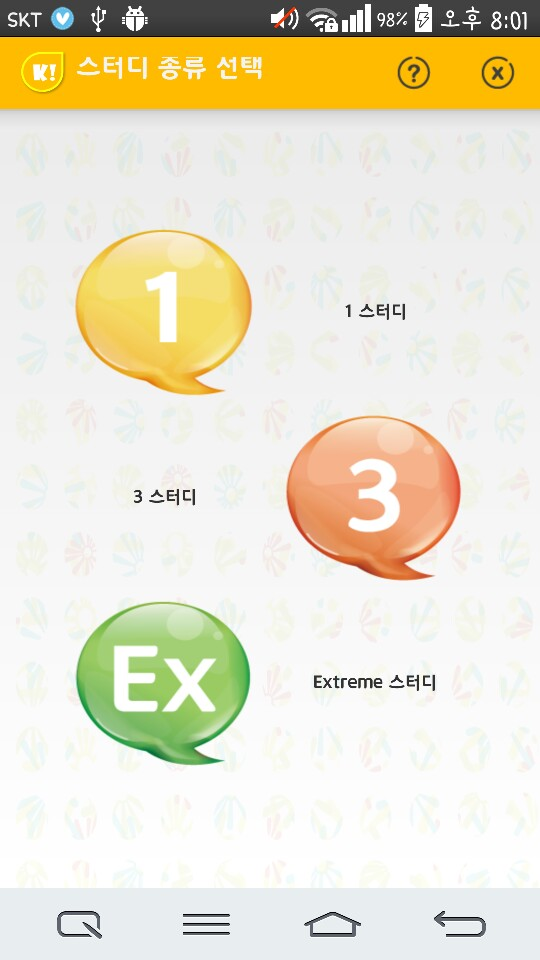 SKT 98% 오후 8:01
K! 스터디 종류 선택 ? x
1
1 스터디
3 스터디
3
Ex
Extreme 스터디